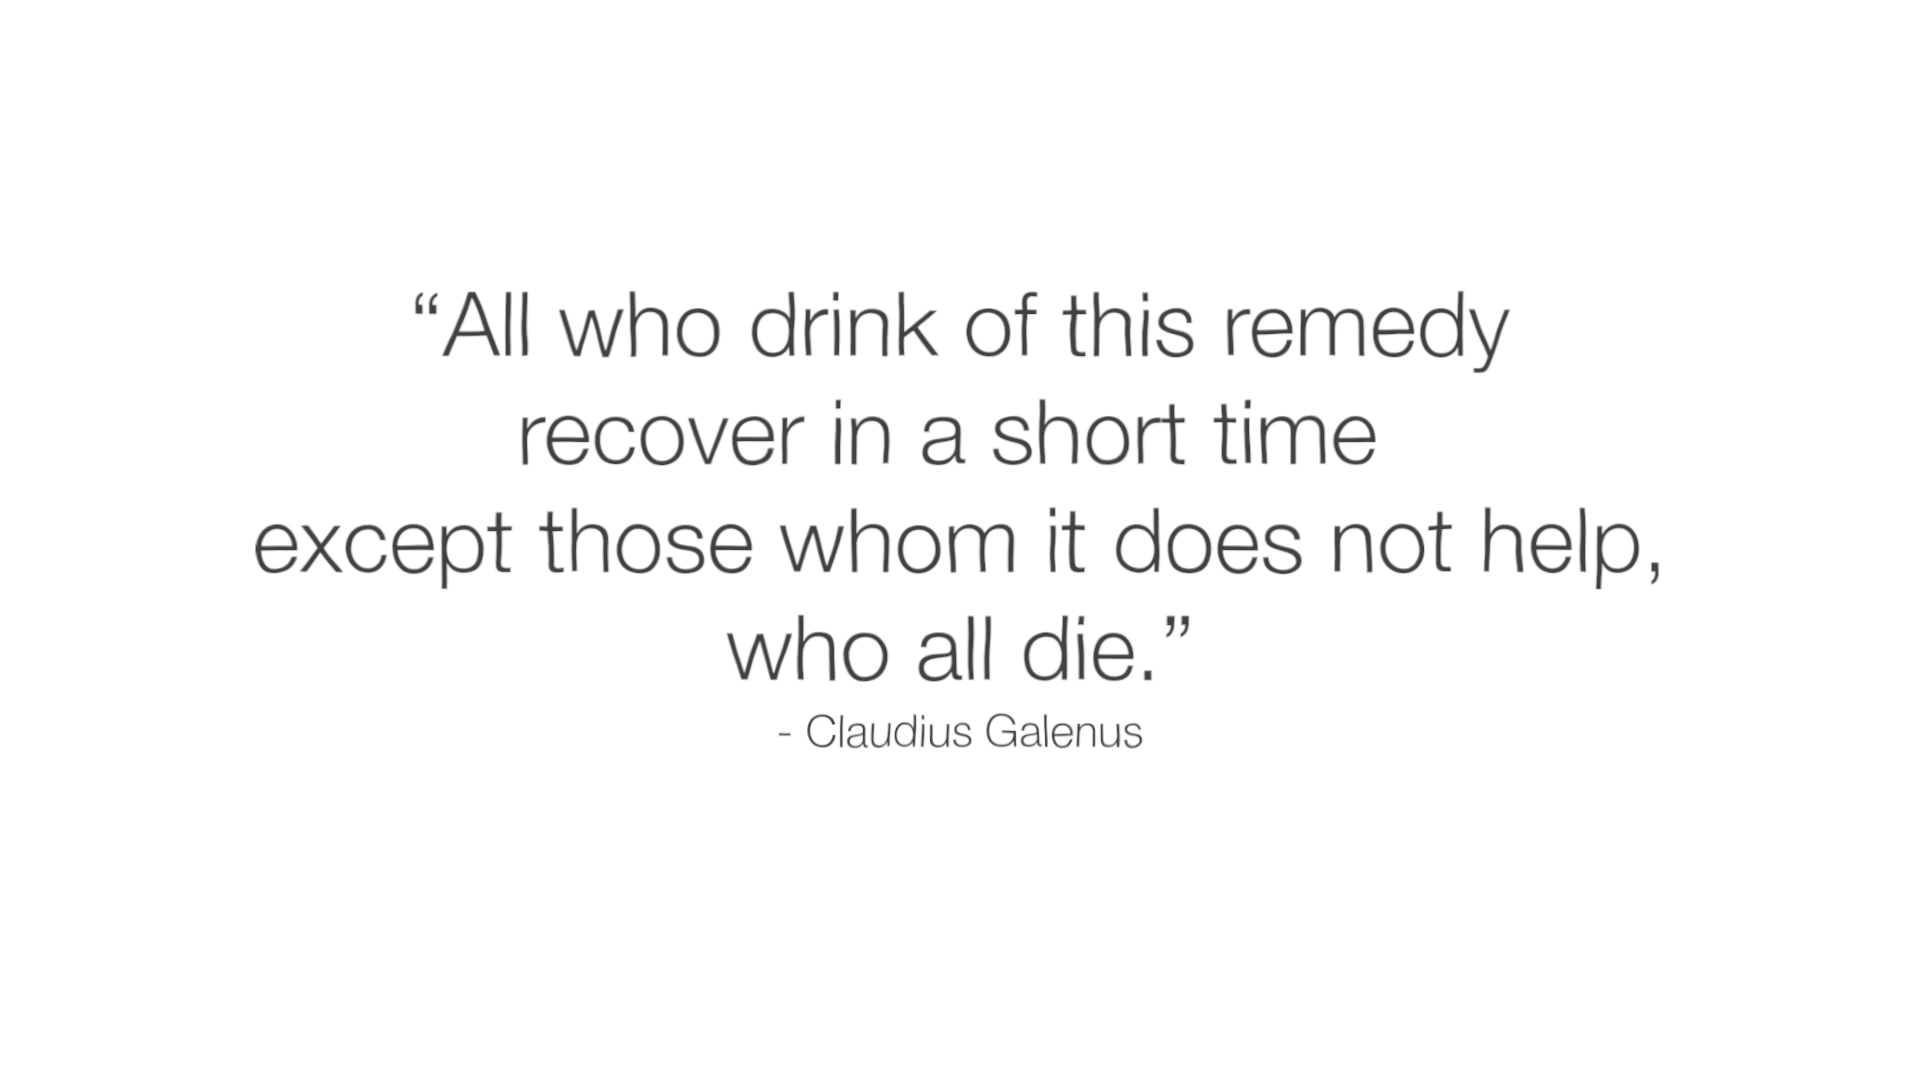 “All who drink of this remedy
recover in a short time
except those whom it does not help,
who all die.”
- Claudius Galenus